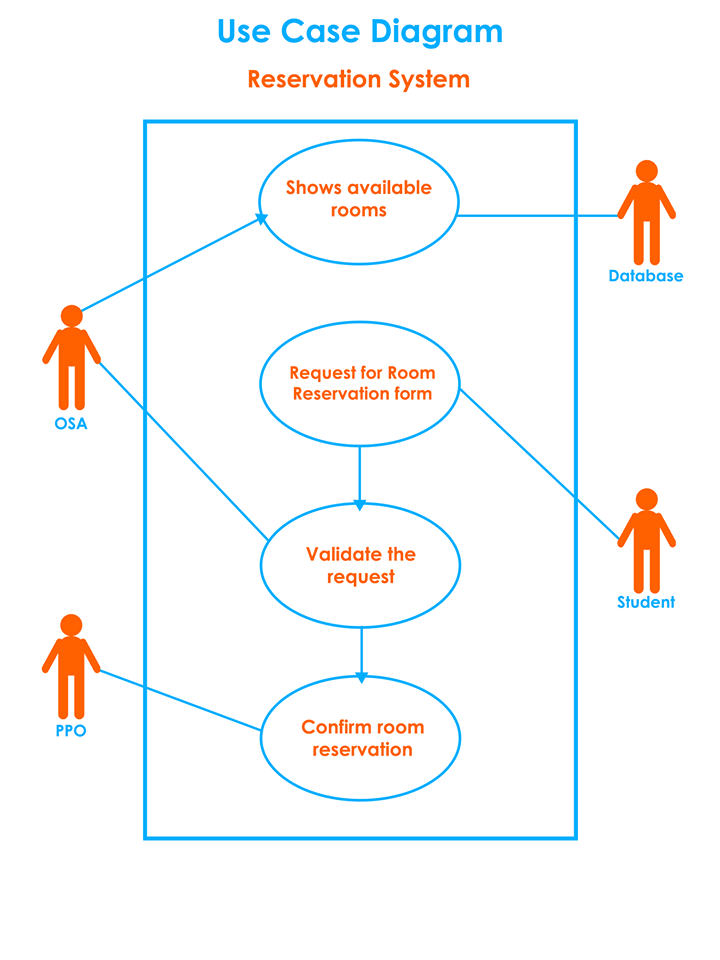 Use Case Diagram
Reservation System
Shows available
rooms
Database
Request for Room
Reservation form
OSA
Validate the
request
Student
Confirm room
reservation
PPO